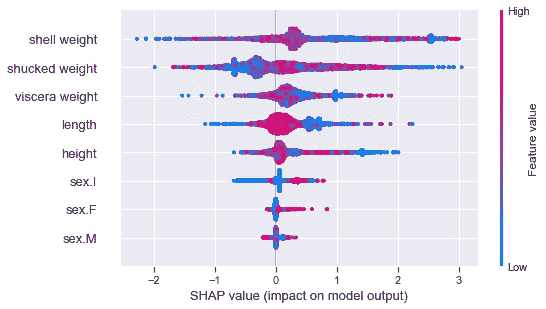 High
shell weight
shucked weight
viscera weight
length
height
sex.I
sex.F
sex.M
Feature value
Low
−2 −1 0 1 2 3
SHAP value (impact on model output)